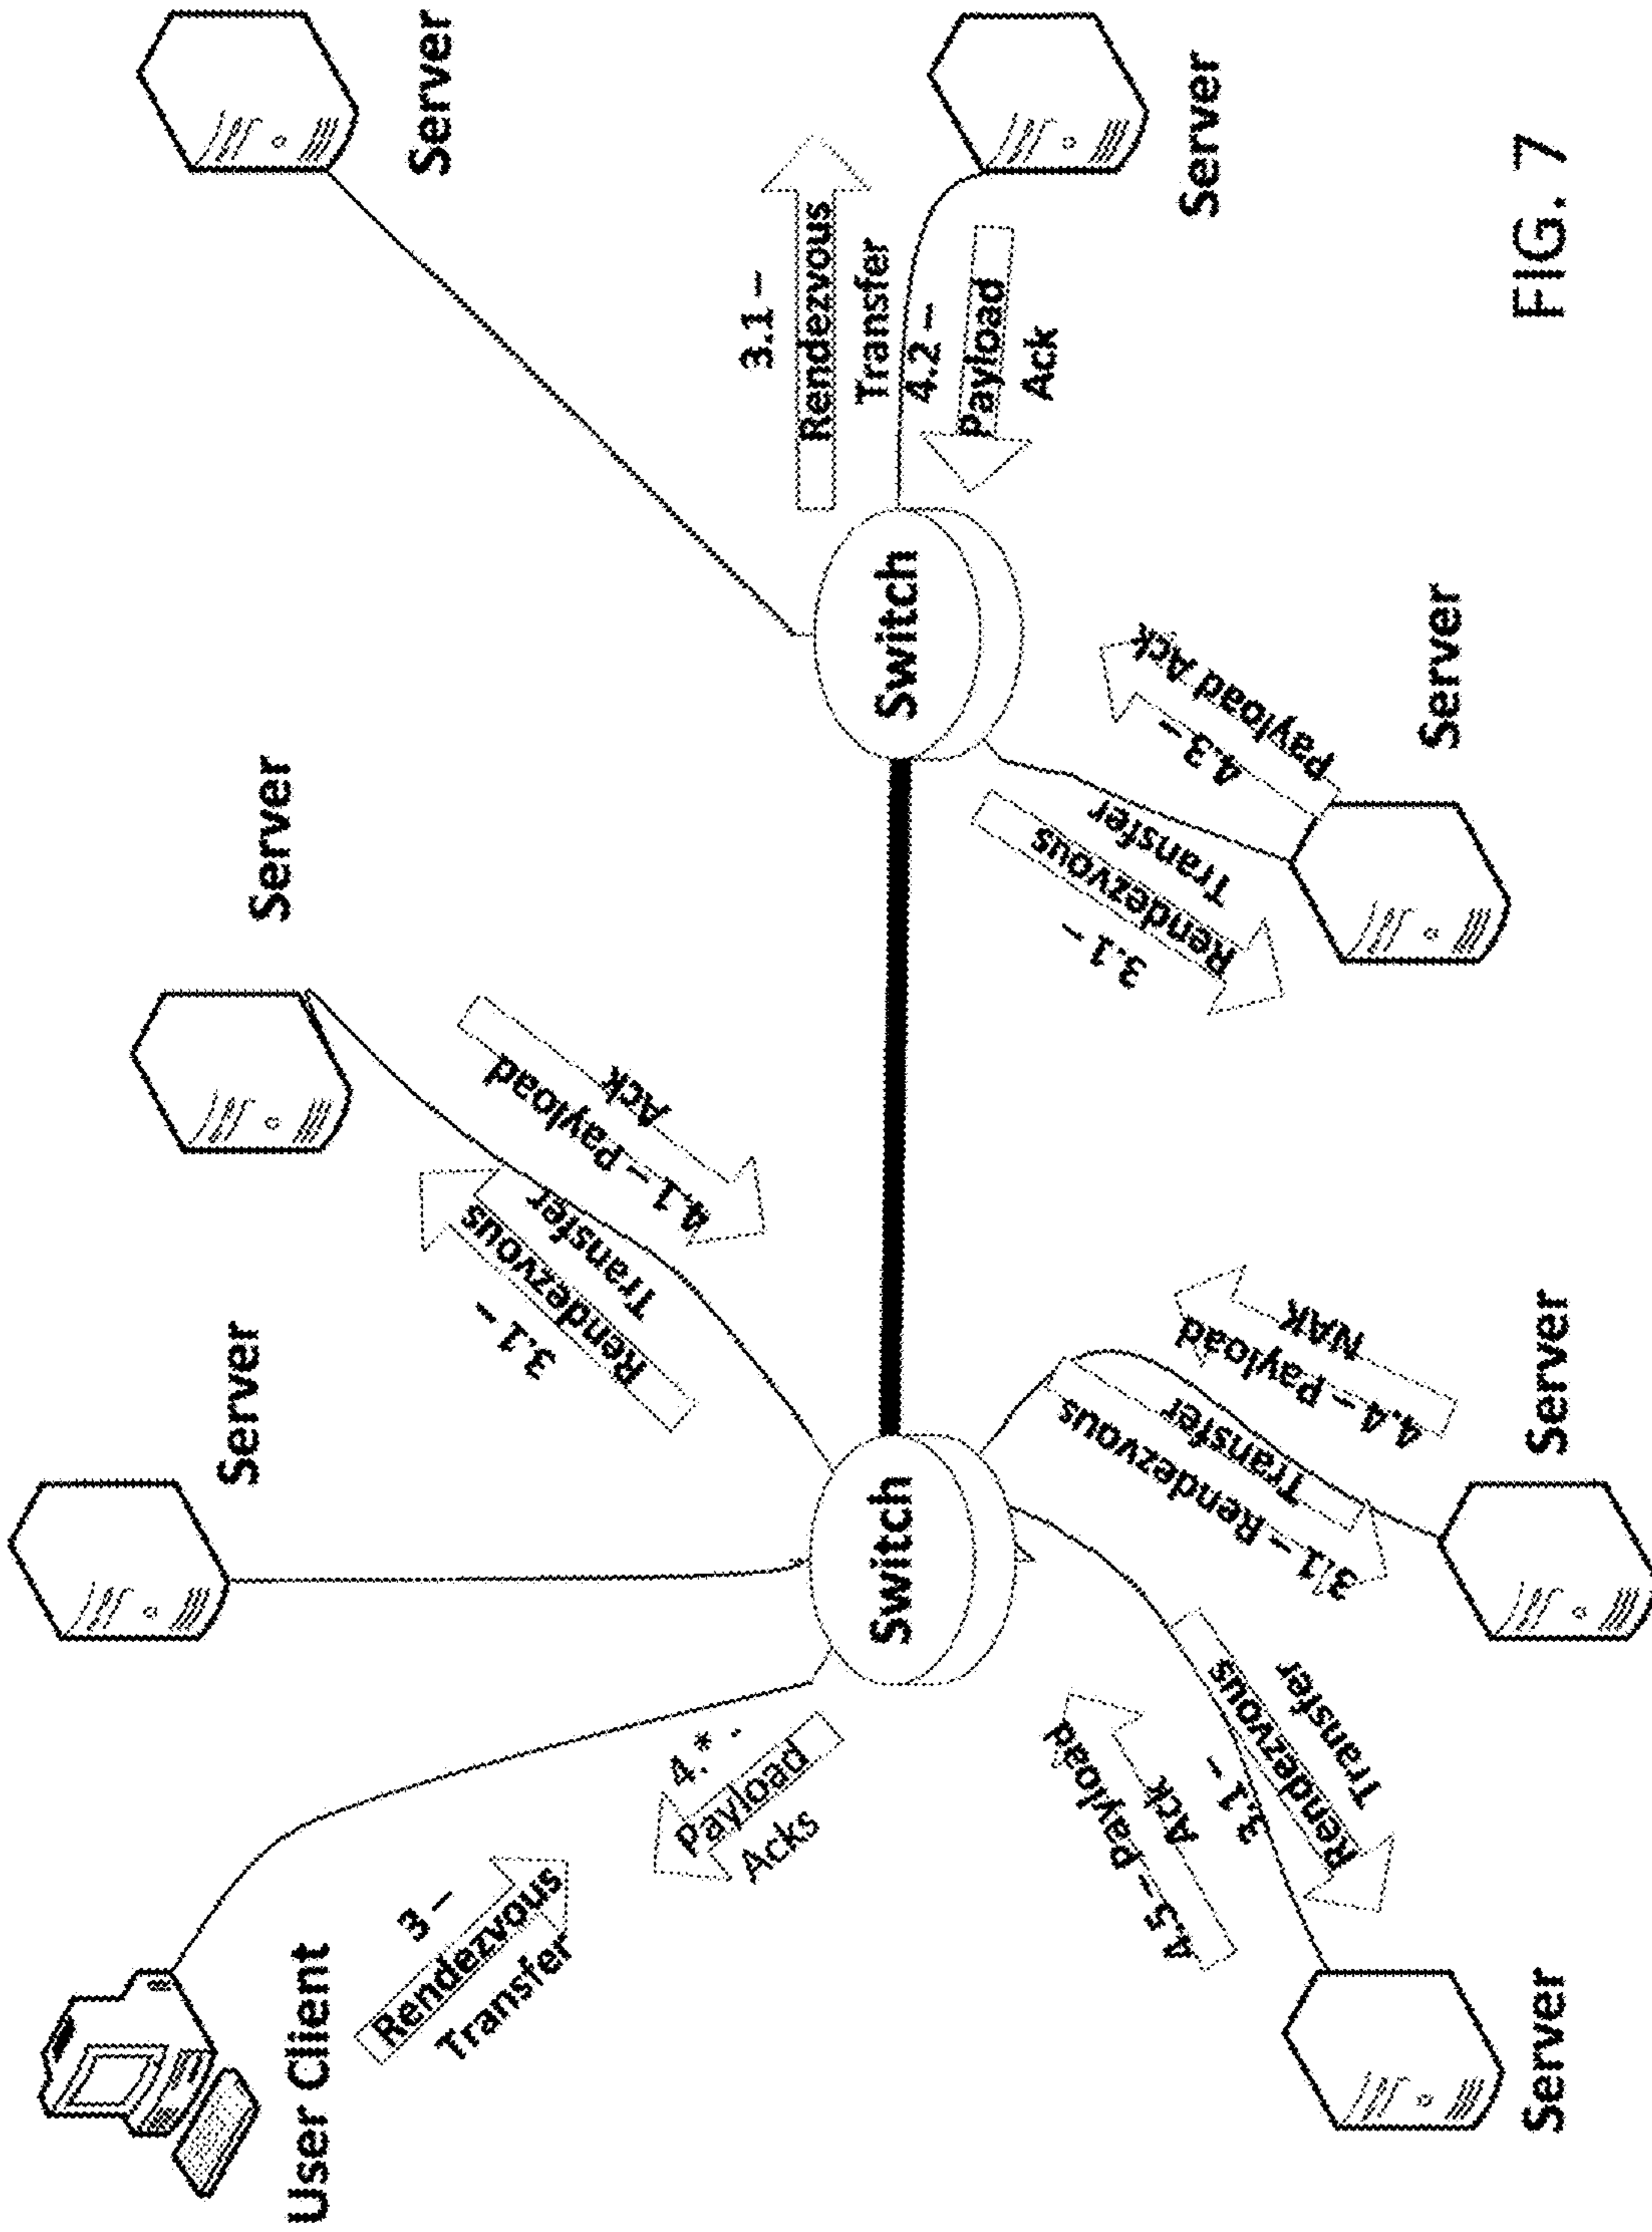 User Client
3 –
Rendezvous
Transfer
4.* -
Payload
Acks
Server
Server
Server
3.1 –
Rendezvous
Transfer
4.1 – Payload
Ack
Switch
Switch
3.1 –
Rendezvous
Transfer
4.2 –
Payload
Ack
Server
4.5 – Payload
Ack
3.1 –
Rendezvous
Transfer
Server
3.1 – Rendezvous
Transfer
4.4 – Payload
NAK
Server
3.1 –
Rendezvous
Transfer
4.3 –
Payload Ack
Server
FIG. 7